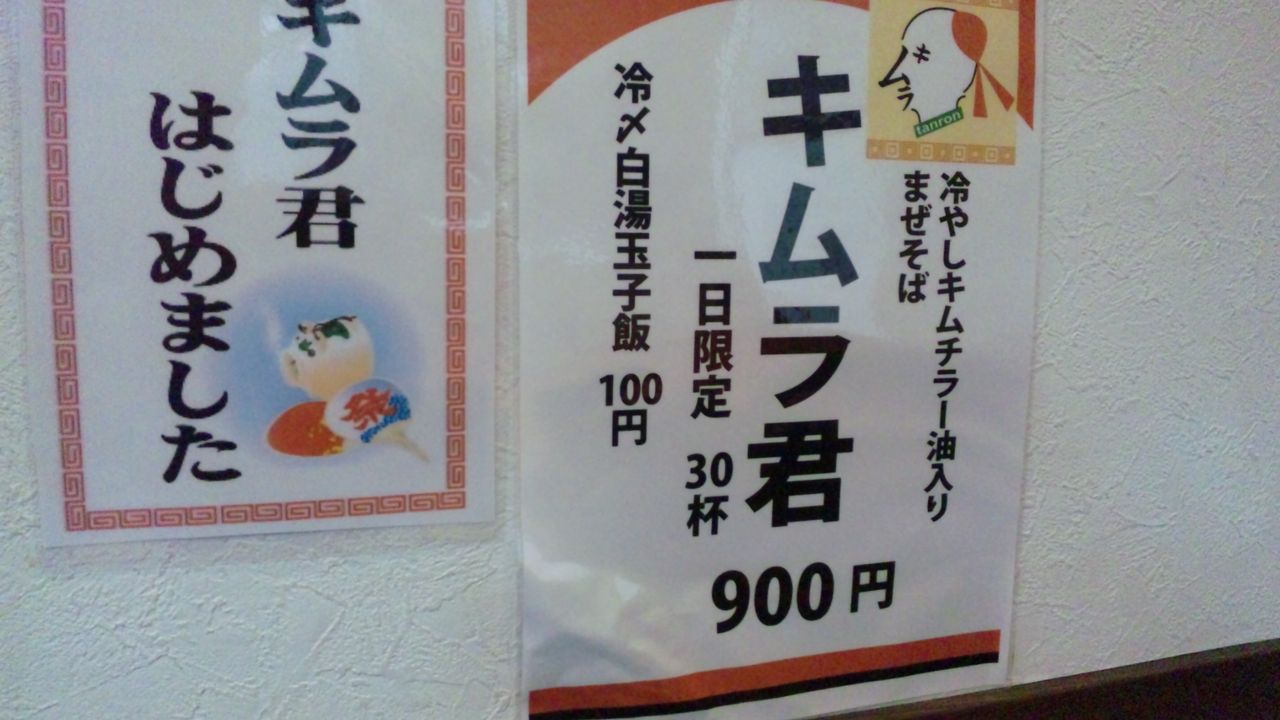 キムラ君
はじめました
キムラ
tanron
冷やしキムチラー油入り
まぜそば
キムラ君
一日限定 30杯
900円
冷〆白湯玉子飯 100円
祭